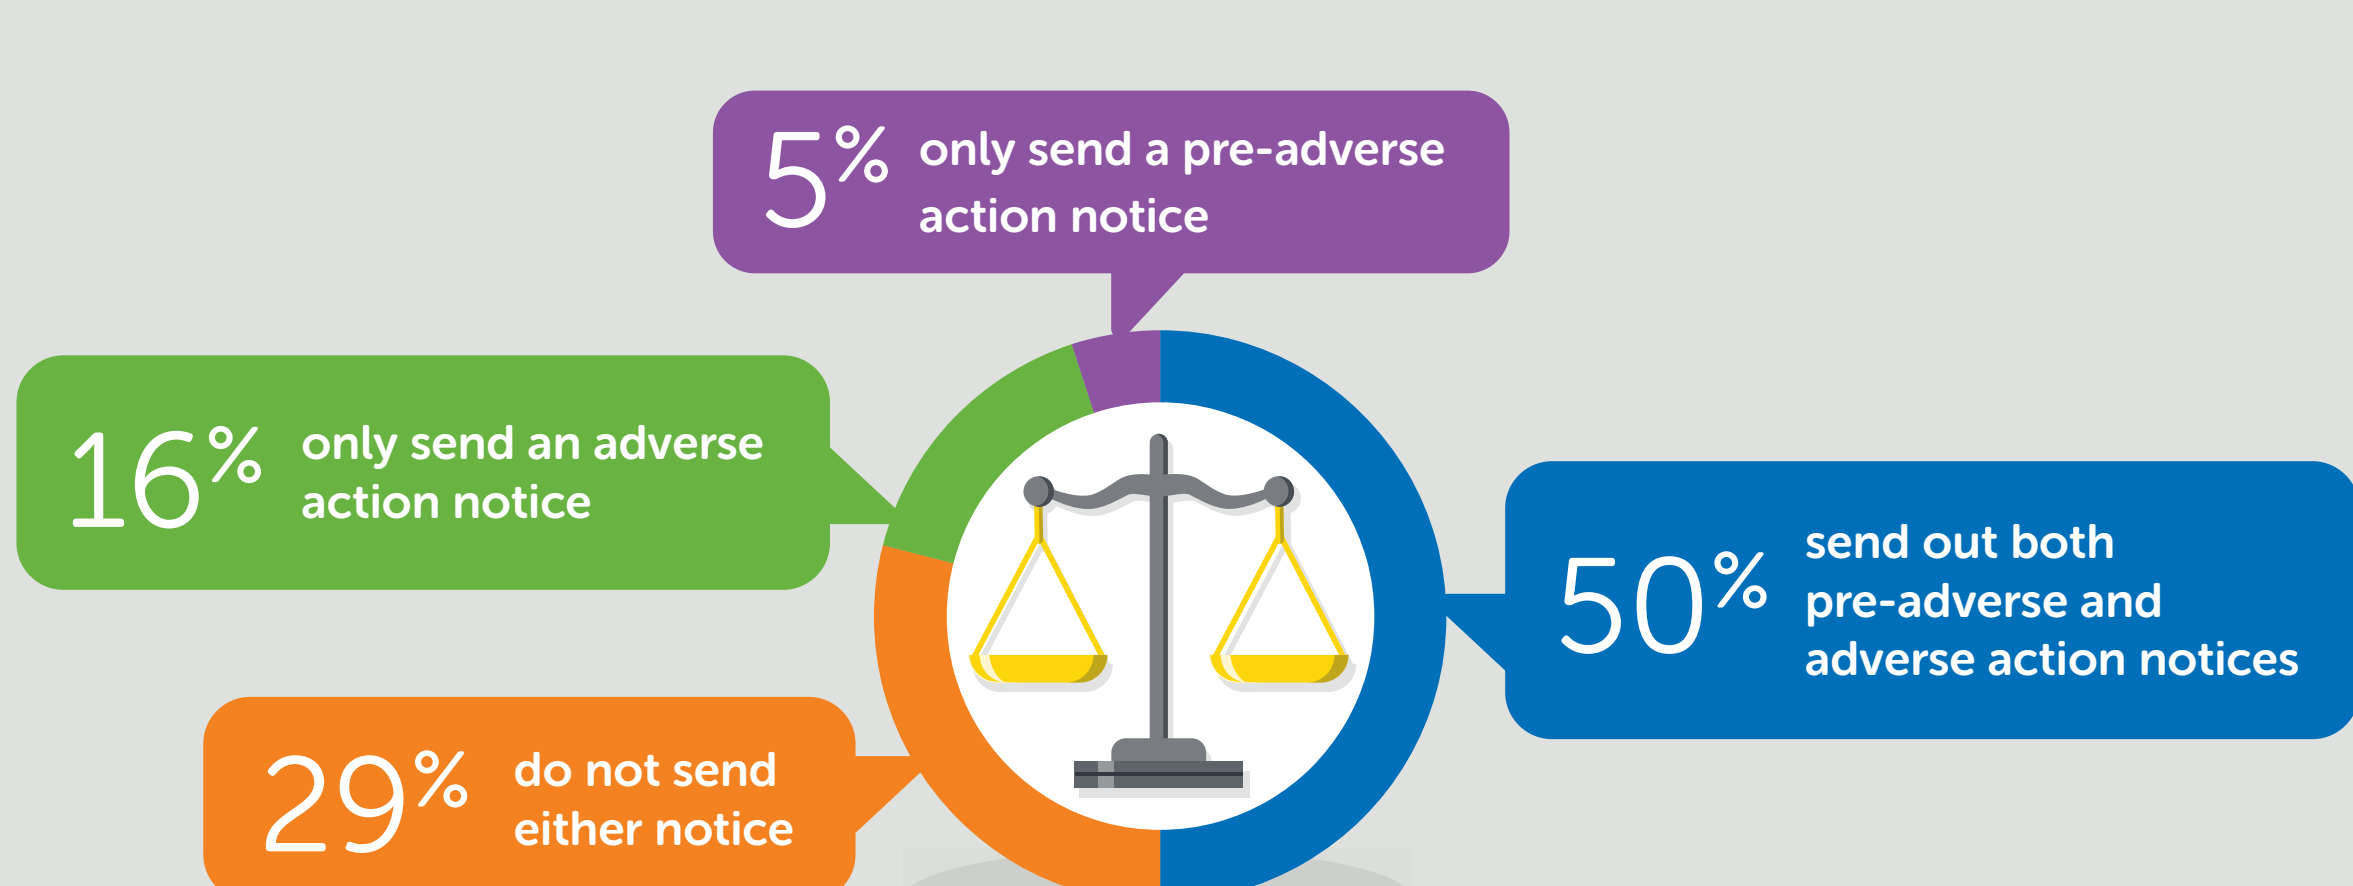 5% only send a pre-adverse
action notice
16% only send an adverse
action notice
50% send out both
pre-adverse and
adverse action notices
29% do not send
either notice